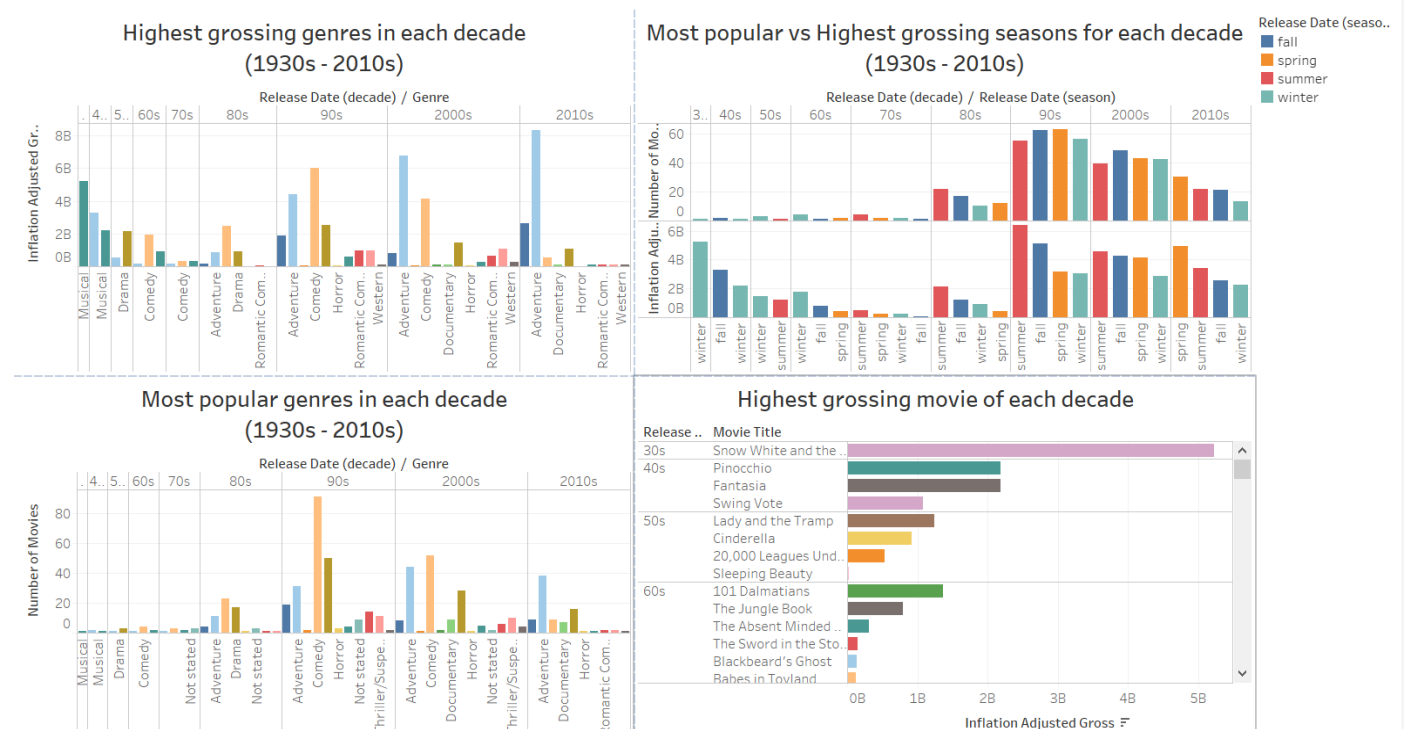 Highest grossing genres in each decade
(1930s - 2010s)
Release Date (decade) / Genre
. 4.. 5.. 60s 70s 80s 90s 2000s 2010s
Inflation Adjusted Gr..
8B
6B
4B
2B
0B
Musical
Musical
Drama
Comedy
Comedy
Adventure
Drama
Romantic Com..
Adventure
Comedy
Horror
Romantic Com..
Western
Adventure
Comedy
Documentary
Horror
Romantic Com..
Western
Adventure
Documentary
Horror
Romantic Com..
Western
Most popular vs Highest grossing seasons for each decade
(1930s - 2010s)
Release Date (decade) / Release Date (season)
3.. 40s 50s 60s 70s 80s 90s 2000s 2010s
Number of Mo..
60
40
20
0
Inflation Adju..
6B
4B
2B
0B
winter
fall
winter
winter
summer
winter
fall
spring
summer
spring
winter
fall
summer
fall
winter
spring
summer
fall
spring
winter
summer
fall
spring
winter
spring
summer
fall
winter
Release Date (seaso..
fall
spring
summer
winter
Most popular genres in each decade
(1930s - 2010s)
Release Date (decade) / Genre
. 4.. 5.. 60s 70s 80s 90s 2000s 2010s
Number of Movies
80
60
40
20
0
Musical
Musical
Drama
Comedy
Not stated
Adventure
Drama
Not stated
Adventure
Comedy
Horror
Not stated
Thriller/Suspe..
Adventure
Comedy
Documentary
Horror
Not stated
Thriller/Suspe..
Adventure
Documentary
Horror
Romantic Com..
Highest grossing movie of each decade
Release .. Movie Title
30s Snow White and the ..
40s Pinocchio
Fantasia
Swing Vote
50s Lady and the Tramp
Cinderella
20,000 Leagues Und..
Sleeping Beauty
60s 101 Dalmatians
The Jungle Book
The Absent Minded ..
The Sword in the Sto..
Blackbeard's Ghost
Babes in Toyland
0B 1B 2B 3B 4B 5B
Inflation Adjusted Gross